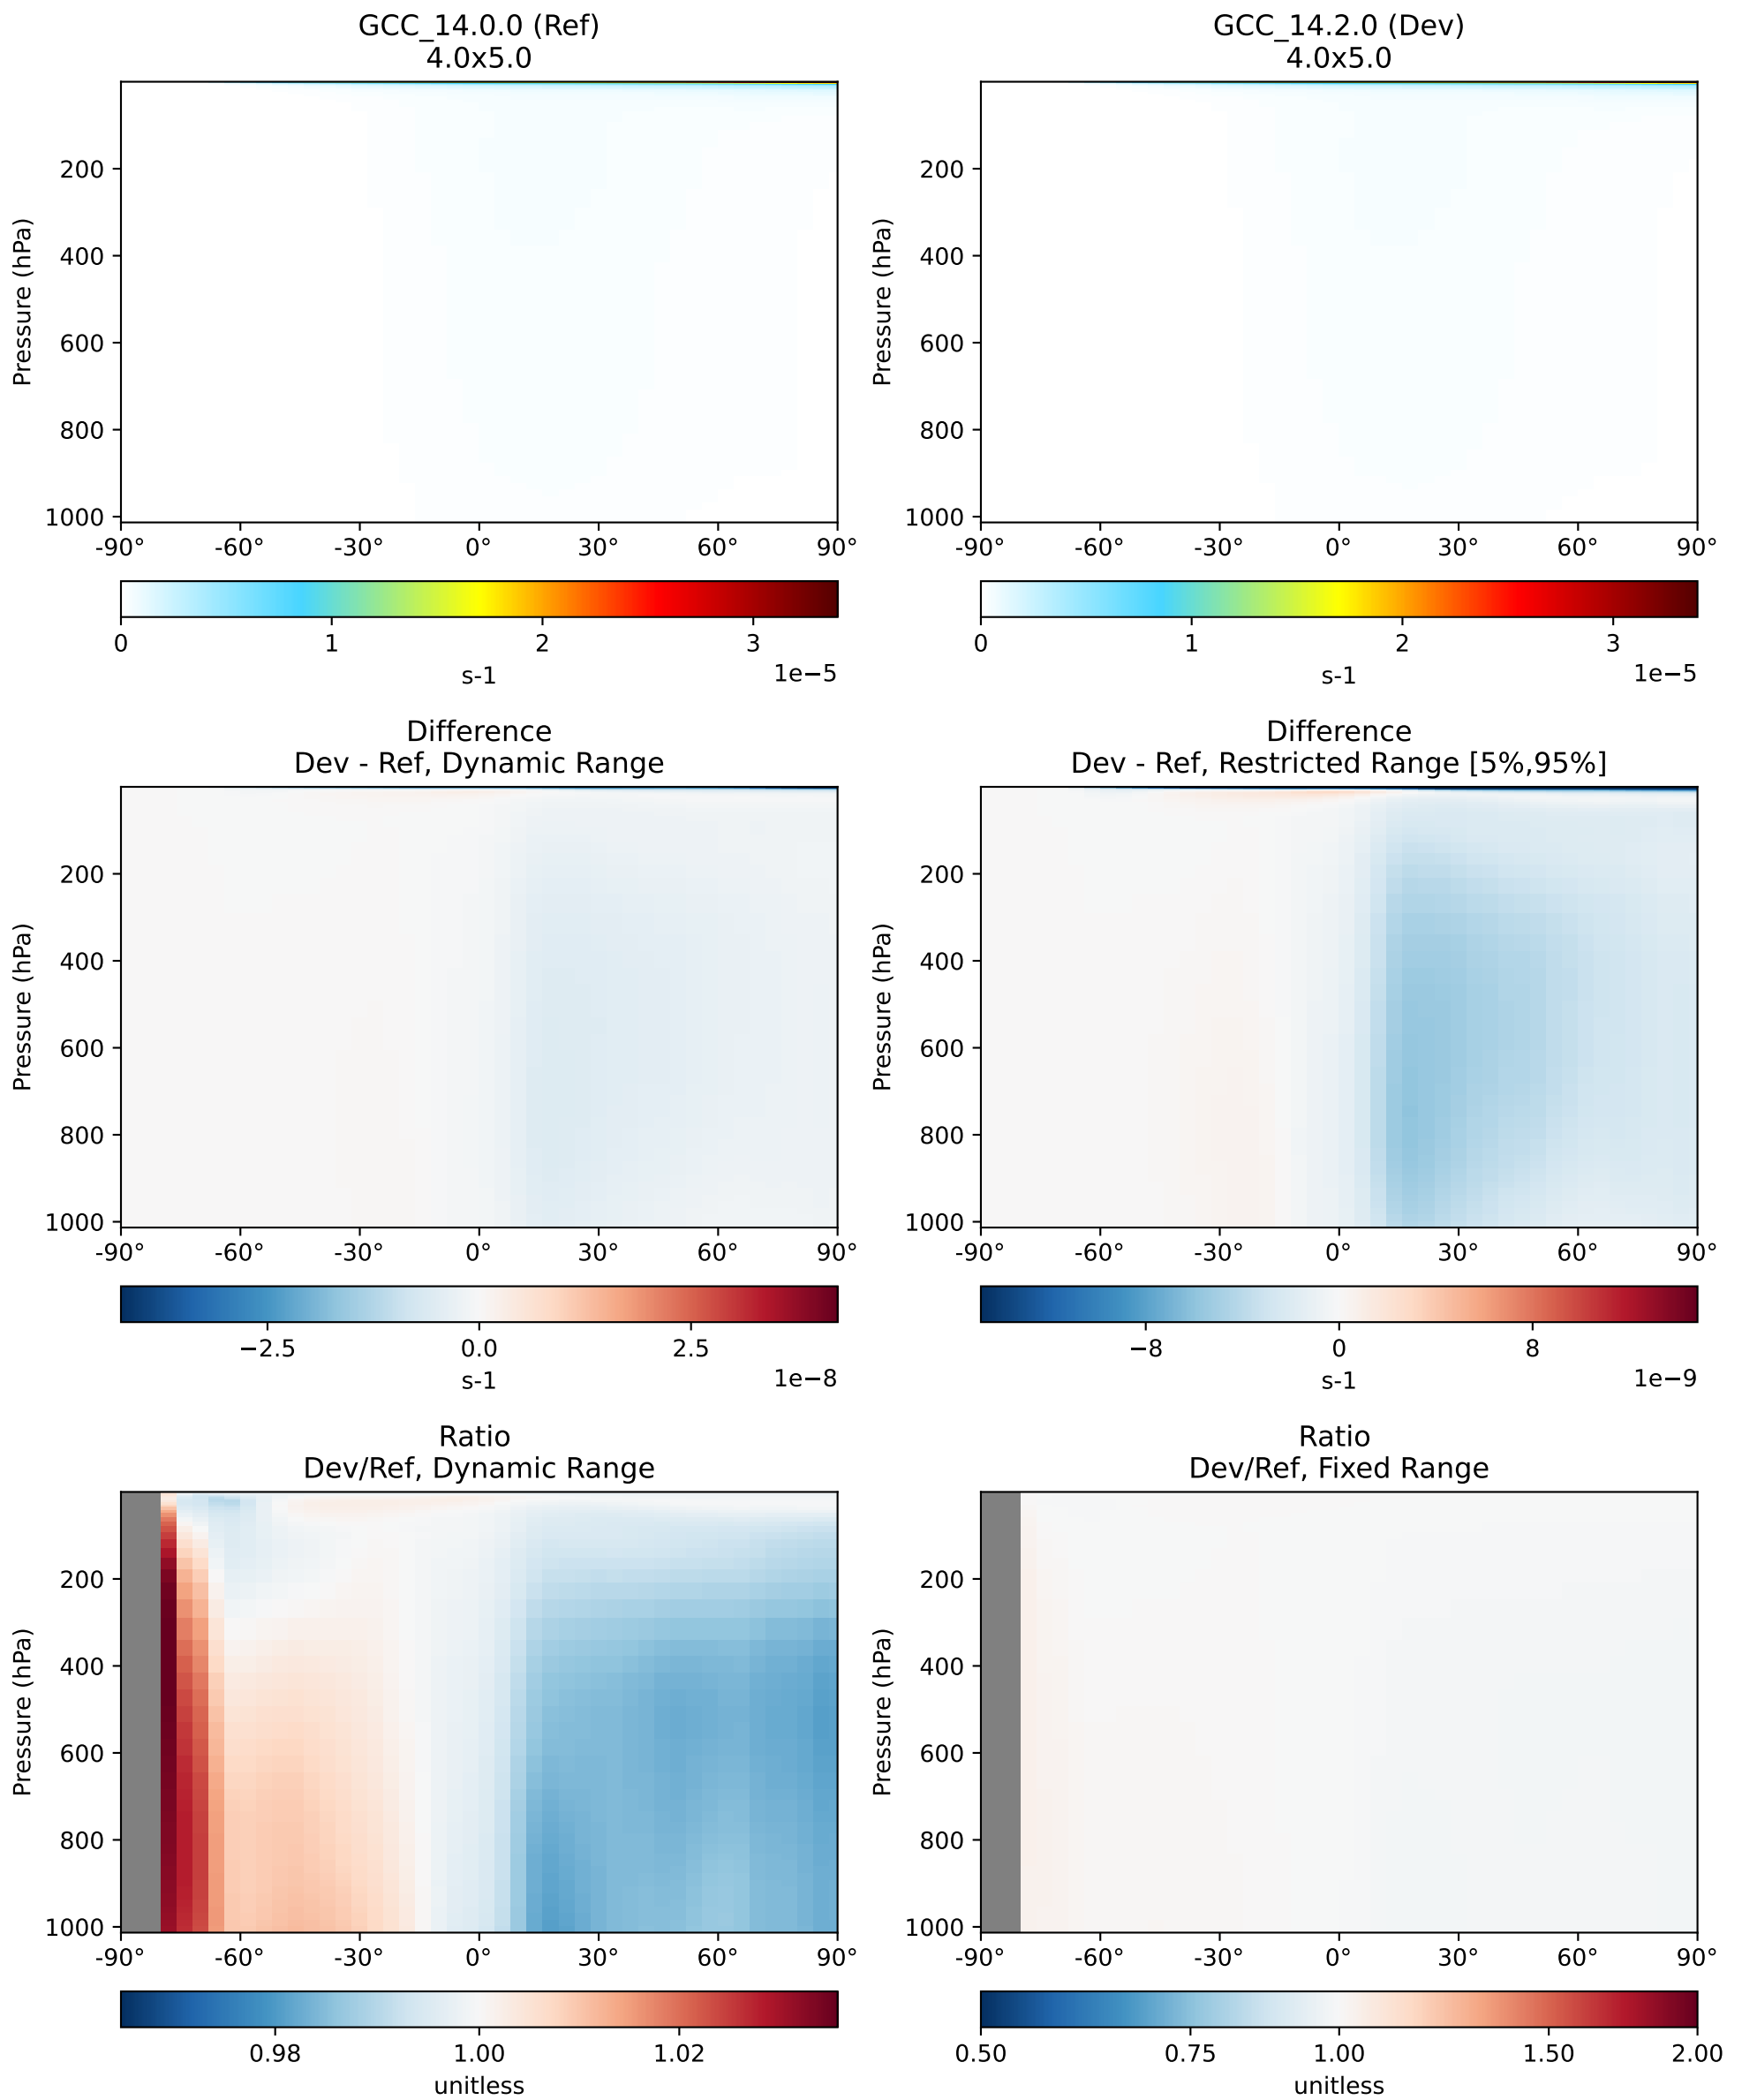 GCC_14.0.0 (Ref)
4.0x5.0
GCC_14.2.0 (Dev)
4.0x5.0
Pressure (hPa)
200
400
600
800
1000
-90° -60° -30° 0° 30° 60° 90°
0 1 2 3
s-1
1e−5
Pressure (hPa)
200
400
600
800
1000
-90° -60° -30° 0° 30° 60° 90°
0 1 2 3
s-1
1e−5
Difference
Dev - Ref, Dynamic Range
Pressure (hPa)
200
400
600
800
1000
-90° -60° -30° 0° 30° 60° 90°
−2.5 0.0 2.5
s-1
1e−8
Difference
Dev - Ref, Restricted Range [5%,95%]
Pressure (hPa)
200
400
600
800
1000
-90° -60° -30° 0° 30° 60° 90°
−8 0 8
s-1
1e−9
Ratio
Dev/Ref, Dynamic Range
Pressure (hPa)
200
400
600
800
1000
-90° -60° -30° 0° 30° 60° 90°
0.98 1.00 1.02
unitless
Ratio
Dev/Ref, Fixed Range
Pressure (hPa)
200
400
600
800
1000
-90° -60° -30° 0° 30° 60° 90°
0.50 0.75 1.00 1.50 2.00
unitless